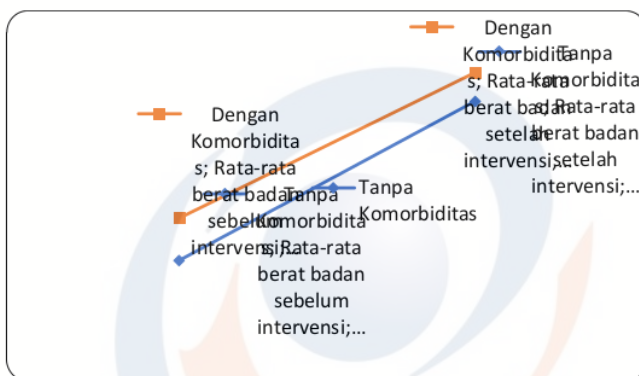 Dengan
Komorbidita
s; Rata-rata
berat badan
setelah
intervensi;...
Tanpa
Komorbidita
s; Rata-rata
berat badan
setelah
intervensi;...
Dengan
Komorbidita
s; Rata-rata
berat badan
sebelum
intervensi;...
Tanpa
Komorbidita
s; Rata-rata
berat badan
sebelum
intervensi;...
Tanpa
Komorbiditas